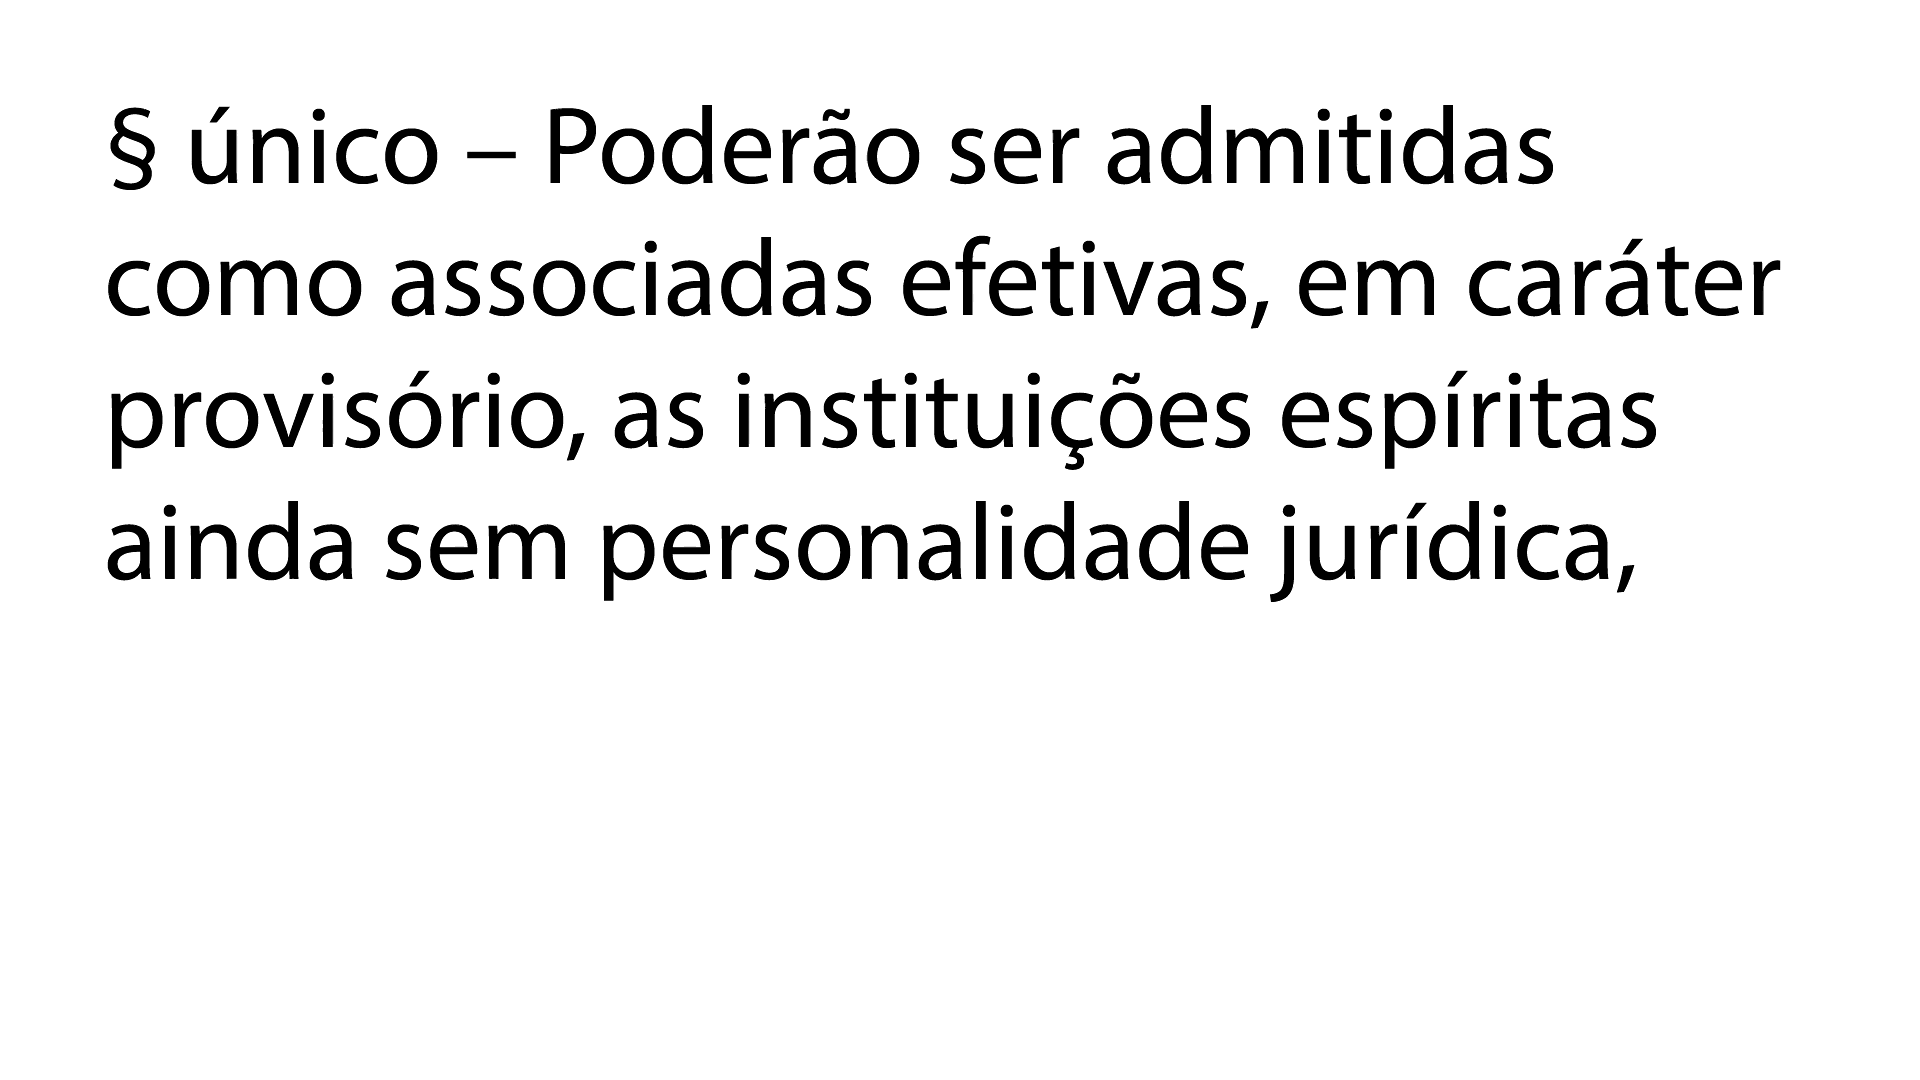 § único – Poderão ser admitidas
como associadas efetivas, em caráter
provisório, as instituições espíritas
ainda sem personalidade jurídica,